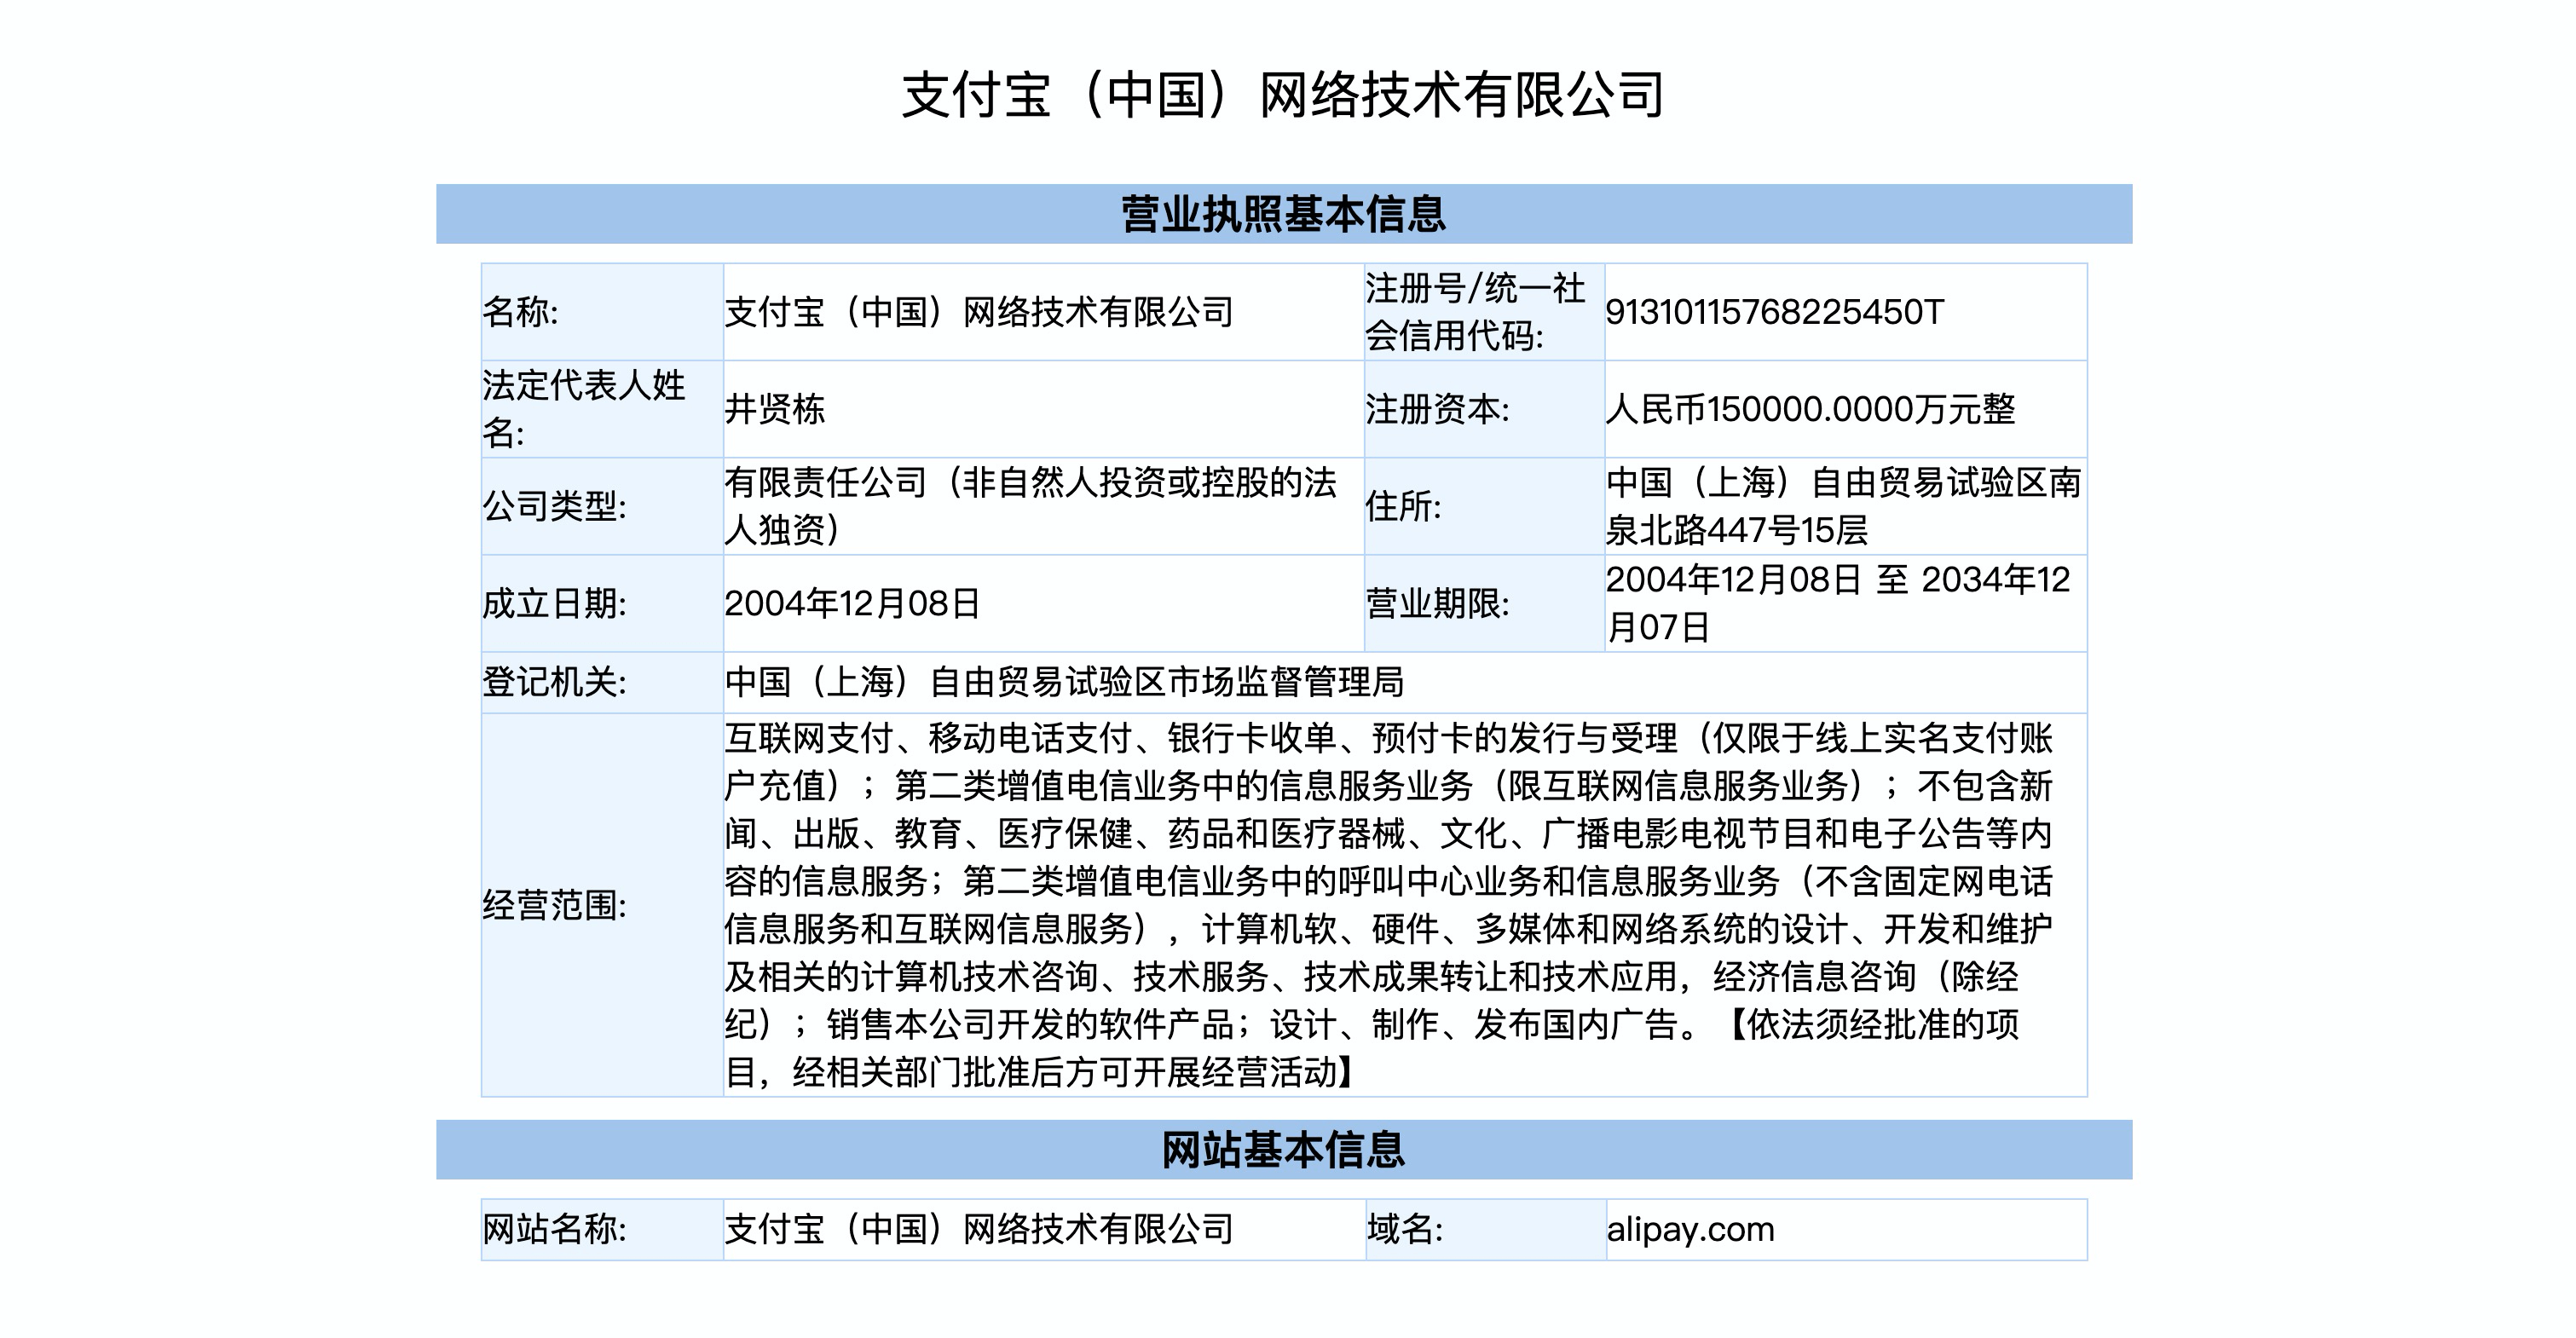 支付宝（中国）网络技术有限公司
营业执照基本信息
名称:
支付宝（中国）网络技术有限公司
注册号/统一社
会信用代码:
91310115768225450T
法定代表人姓
名:
井贤栋
注册资本:
人民币150000.0000万元整
公司类型:
有限责任公司（非自然人投资或控股的法
人独资）
住所:
中国（上海）自由贸易试验区南
泉北路447号15层
成立日期:
2004年12月08日
营业期限:
2004年12月08日 至 2034年12
月07日
登记机关:
中国（上海）自由贸易试验区市场监督管理局
经营范围:
互联网支付、移动电话支付、银行卡收单、预付卡的发行与受理（仅限于线上实名支付账
户充值）；第二类增值电信业务中的信息服务业务（限互联网信息服务业务）；不包含新
闻、出版、教育、医疗保健、药品和医疗器械、文化、广播电影电视节目和电子公告等内
容的信息服务；第二类增值电信业务中的呼叫中心业务和信息服务业务（不含固定网电话
信息服务和互联网信息服务），计算机软、硬件、多媒体和网络系统的设计、开发和维护
及相关的计算机技术咨询、技术服务、技术成果转让和技术应用，经济信息咨询（除经
纪）；销售本公司开发的软件产品；设计、制作、发布国内广告。【依法须经批准的项
目，经相关部门批准后方可开展经营活动】
网站基本信息
网站名称:
支付宝（中国）网络技术有限公司
域名:
alipay.com